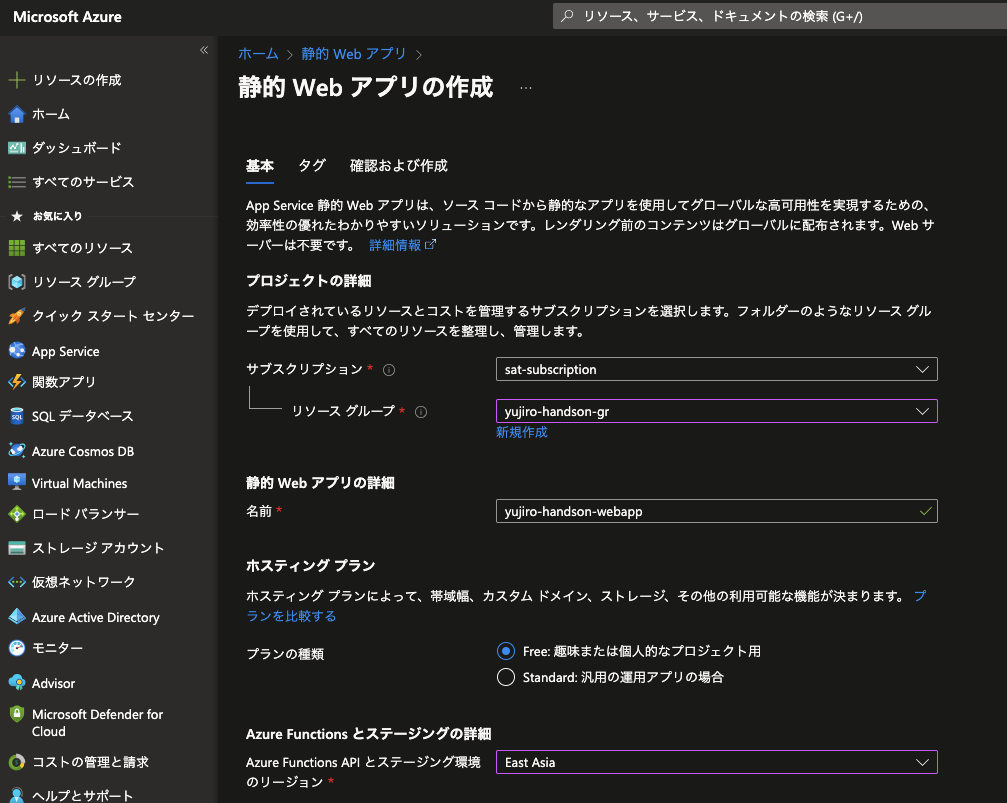 Microsoft Azure
リソース、サービス、ドキュメントの検索 (G+/)
«
リソースの作成
ホーム
ダッシュボード
すべてのサービス
お気に入り
すべてのリソース
リソース グループ
クイック スタート センター
App Service
関数アプリ
SQL データベース
Azure Cosmos DB
Virtual Machines
ロード バランサー
ストレージ アカウント
仮想ネットワーク
Azure Active Directory
モニター
Advisor
Microsoft Defender for
Cloud
コストの管理と請求
ヘルプとサポート
ホーム > 静的 Web アプリ >
静的 Web アプリの作成 …
基本 タグ 確認および作成
App Service 静的 Web アプリは、ソース コードから静的なアプリを使用してグローバルな高可用性を実現するための、
効率性の優れたわかりやすいソリューションです。レンダリング前のコンテンツはグローバルに配布されます。Web サ
ーバーは不要です。 詳細情報
プロジェクトの詳細
デプロイされているリソースとコストを管理するサブスクリプションを選択します。フォルダーのようなリソース グル
ープを使用して、すべてのリソースを整理し、管理します。
サブスクリプション * sat-subscription
リソース グループ * yujiro-handson-gr
新規作成
静的 Web アプリの詳細
名前 * yujiro-handson-webapp
ホスティング プラン
ホスティング プランによって、帯域幅、カスタム ドメイン、ストレージ、その他の利用可能な機能が決まります。 プ
ランを比較する
プランの種類 Free: 趣味または個人的なプロジェクト用
Standard: 汎用の運用アプリの場合
Azure Functions とステージングの詳細
Azure Functions API とステージング環境 East Asia
のリージョン *